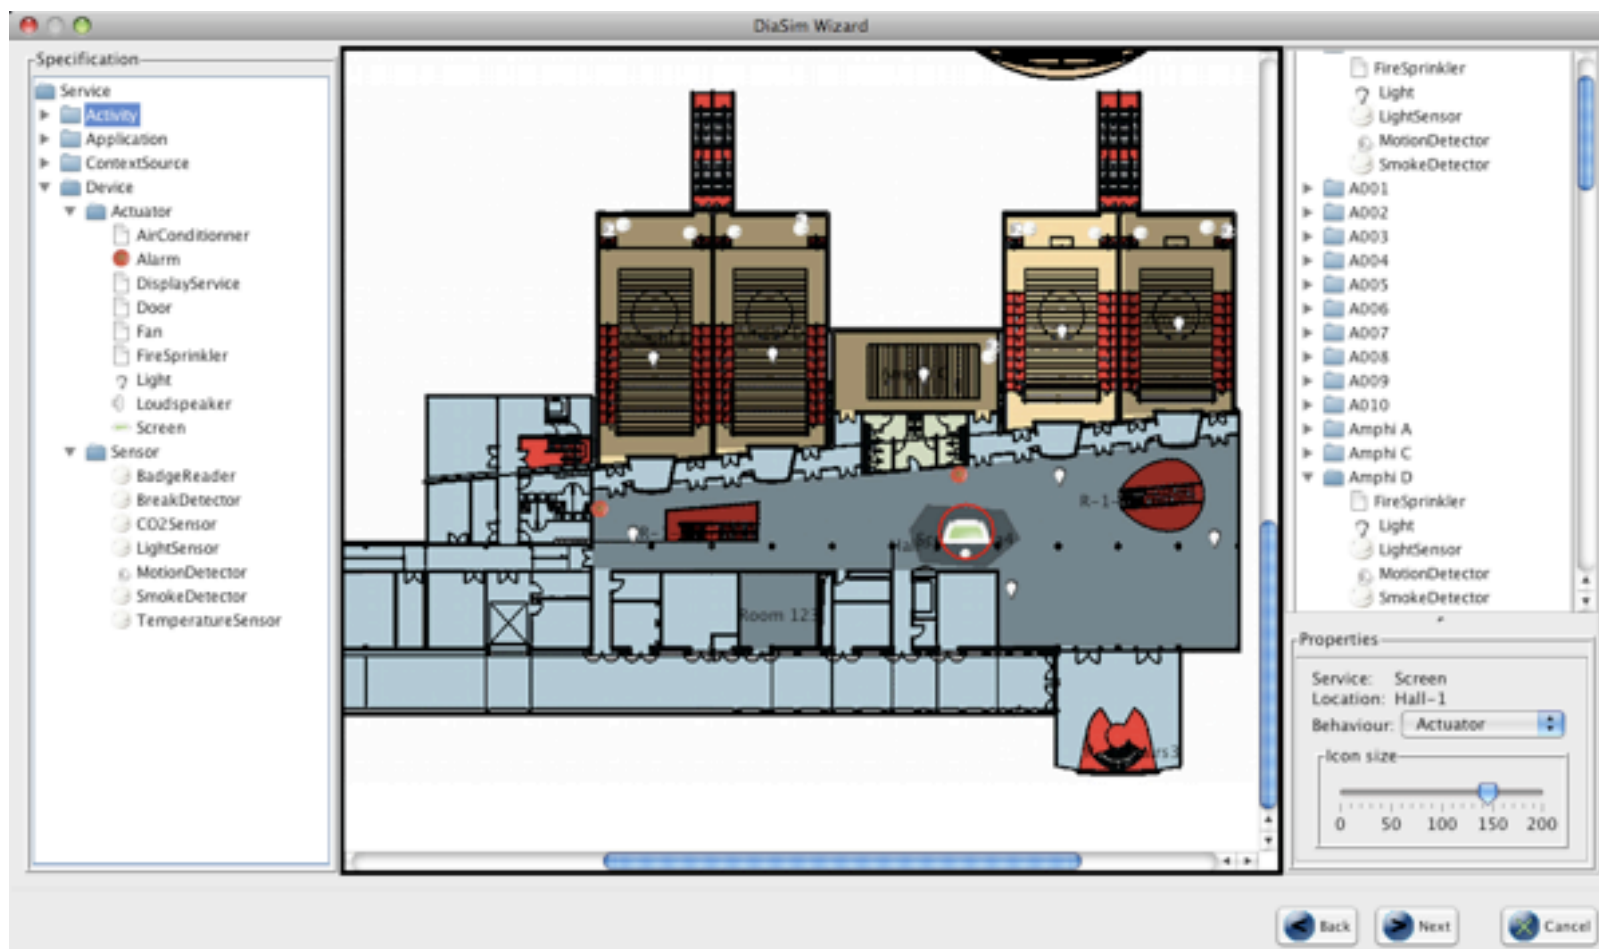 DiaSim Wizard
Specification
Service
Activity
Application
ContextSource
Device
Actuator
AirConditionner
Alarm
DisplayService
Door
Fan
FireSprinkler
Light
Loudspeaker
Screen
Sensor
BadgeReader
BreakDetector
CO2Sensor
LightSensor
MotionDetector
SmokeDetector
TemperatureSensor
R-1-
Room 123
FireSprinkler
Light
LightSensor
MotionDetector
SmokeDetector
A001
A002
A003
A004
A005
A006
A007
A008
A009
A010
Amphi A
Amphi C
Amphi D
FireSprinkler
Light
LightSensor
MotionDetector
SmokeDetector
Properties
Service: Screen
Location: Hall-1
Behaviour: Actuator
Icon size
0 50 100 150 200
Back Next Cancel